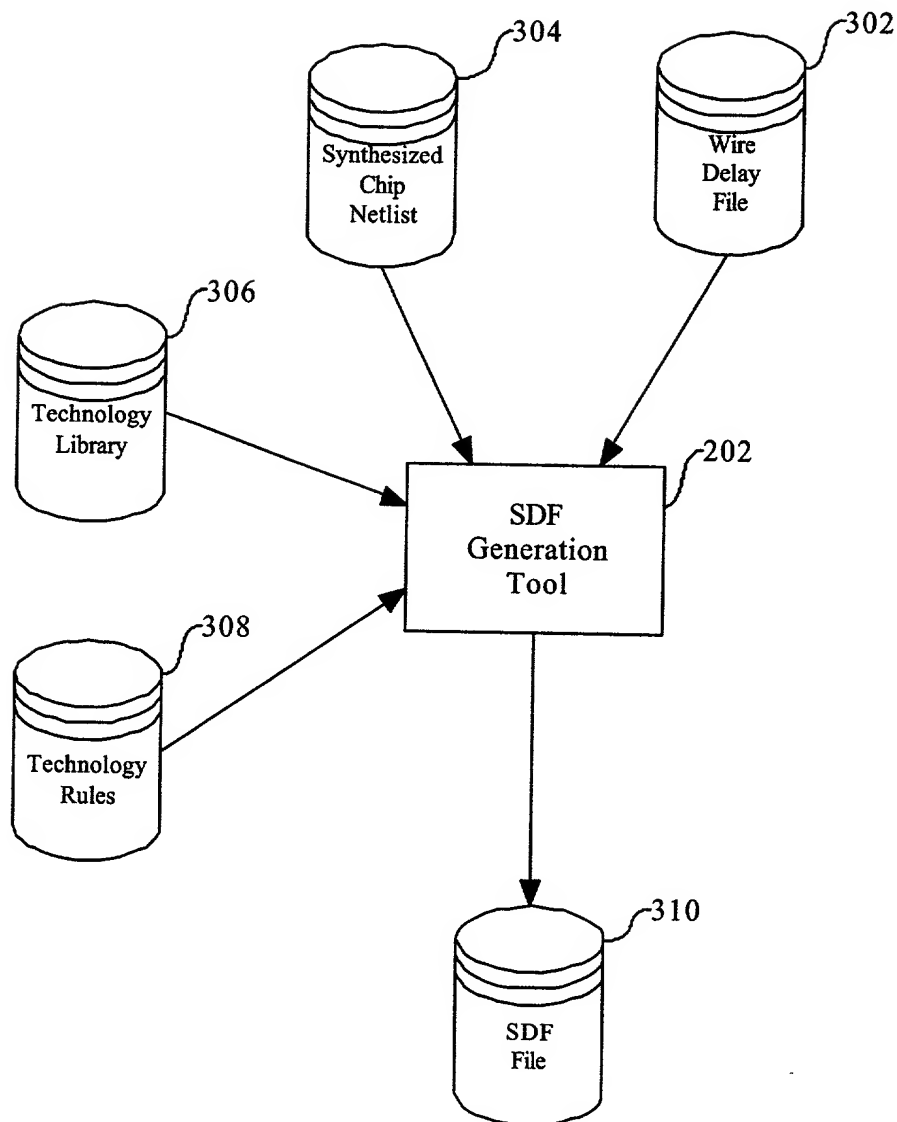 304
302
Synthesized
Chip
Netlist
Wire
Delay
File
306
Technology
Library
202
SDF
Generation
Tool
308
Technology
Rules
310
SDF
File